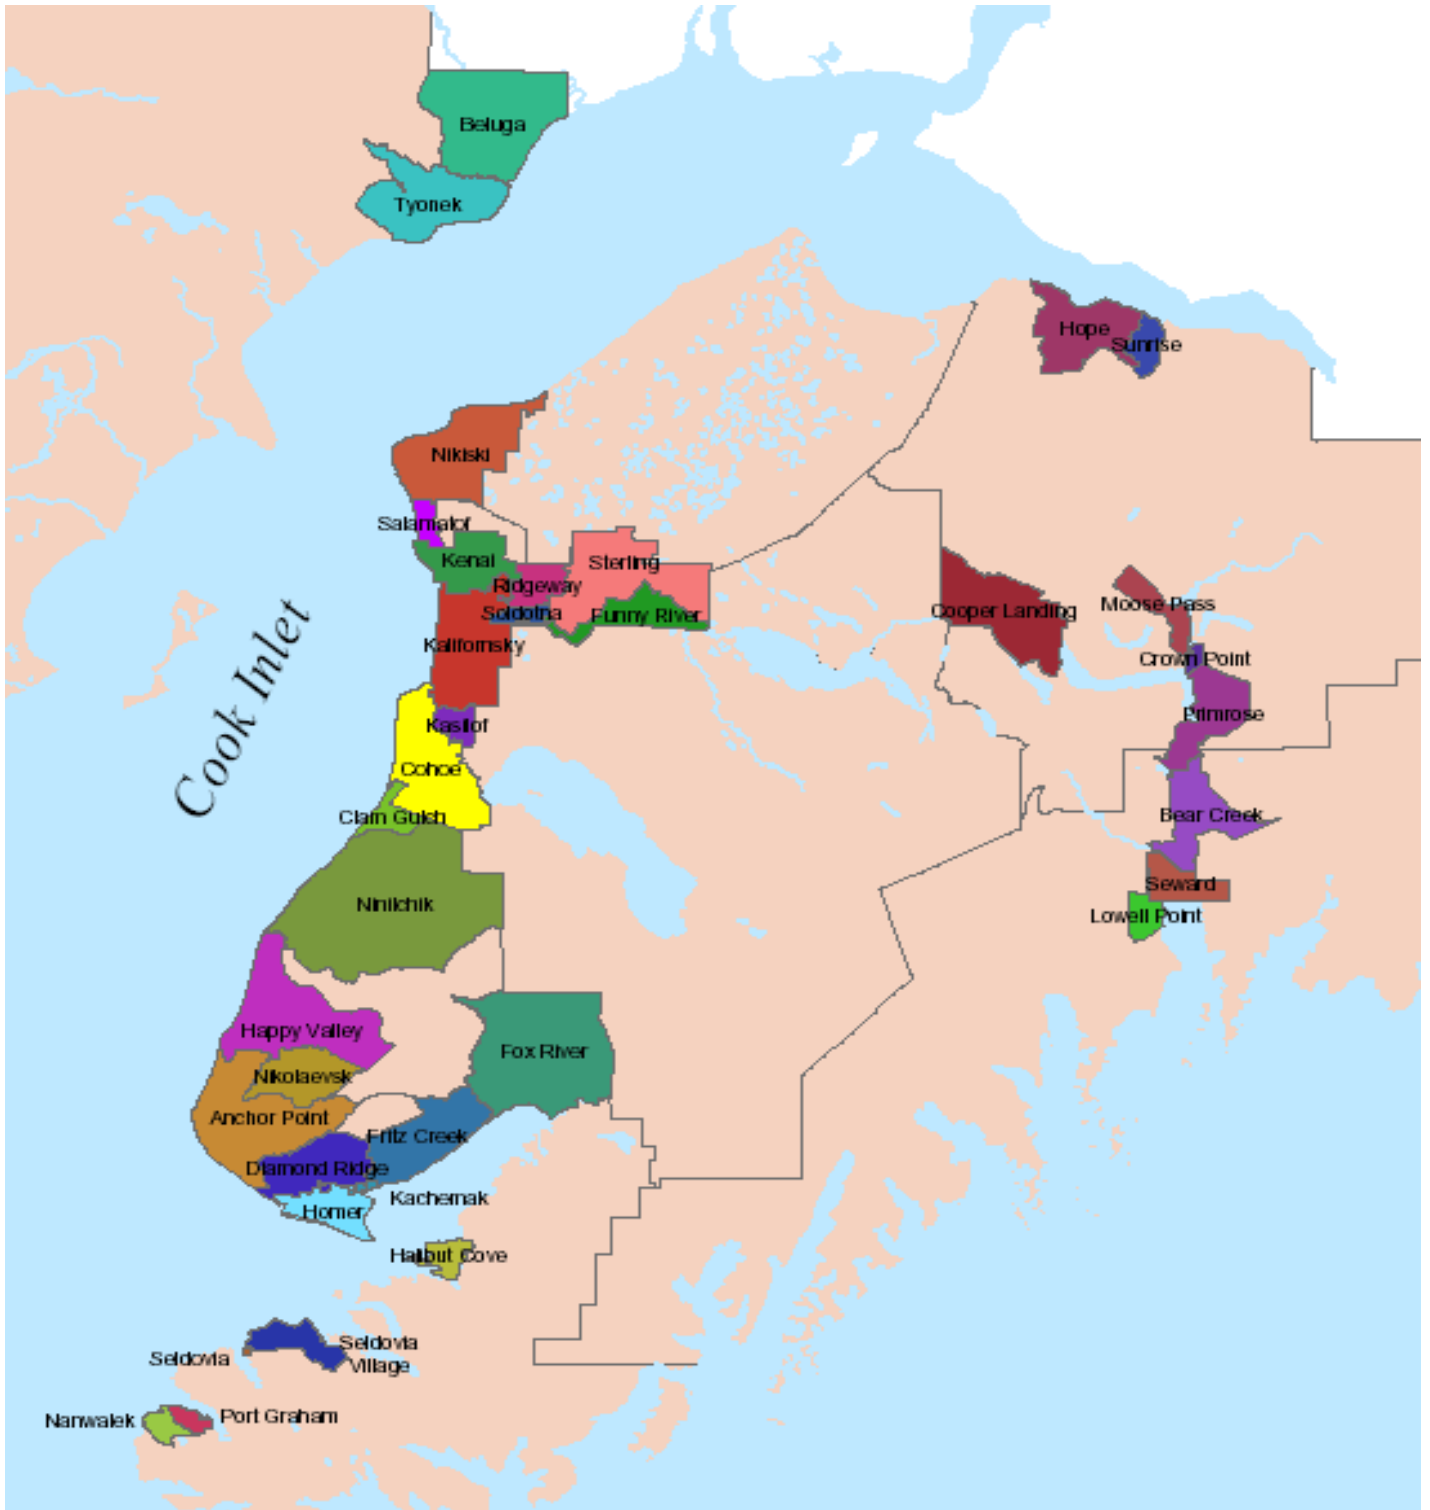 Beluga
Tyonek
Hope
Sunrise
Nikiski
Salamatof
Kenai
Sterling
Ridgeway
Soldotna
Funny River
Cooper Landing
Moose Pass
Kalifornsky
Crown Point
Cook Inlet
Primrose
Kasilof
Cohoe
Clam Gulch
Bear Creek
Seward
Ninilchik
Lowell Point
Happy Valley
Fox River
Nikolaevsk
Anchor Point
Fritz Creek
Diamond Ridge
Kachemak
Homer
Halibut Cove
Seldovia
Seldovia
Village
Nanwalek
Port Graham